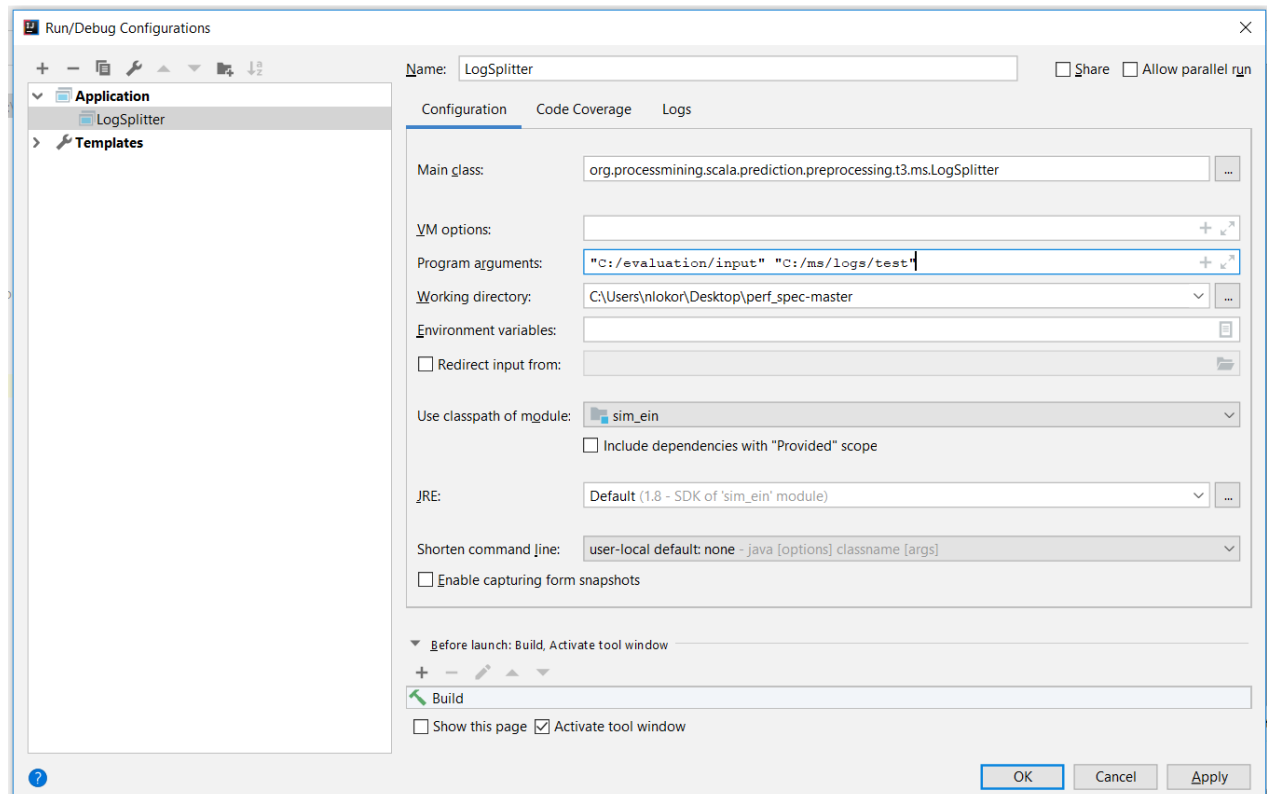 Run/Debug Configurations
Application
LogSplitter
Templates
Name: LogSplitter Share Allow parallel run
Configuration Code Coverage Logs
Main class: org.processmining.scala.prediction.preprocessing.t3.ms.LogSplitter ...
VM options:
Program arguments: "C:/evaluation/input" "C:/ms/logs/test"
Working directory: C:\Users\nlokor\Desktop\perf_spec-master ...
Environment variables:
Redirect input from:
Use classpath of module: sim_ein
Include dependencies with "Provided" scope
JRE: Default (1.8 - SDK of 'sim_ein' module) ...
Shorten command line: user-local default: none - java [options] classname [args]
Enable capturing form snapshots
Before launch: Build, Activate tool window
Build
Show this page Activate tool window
? OK Cancel Apply